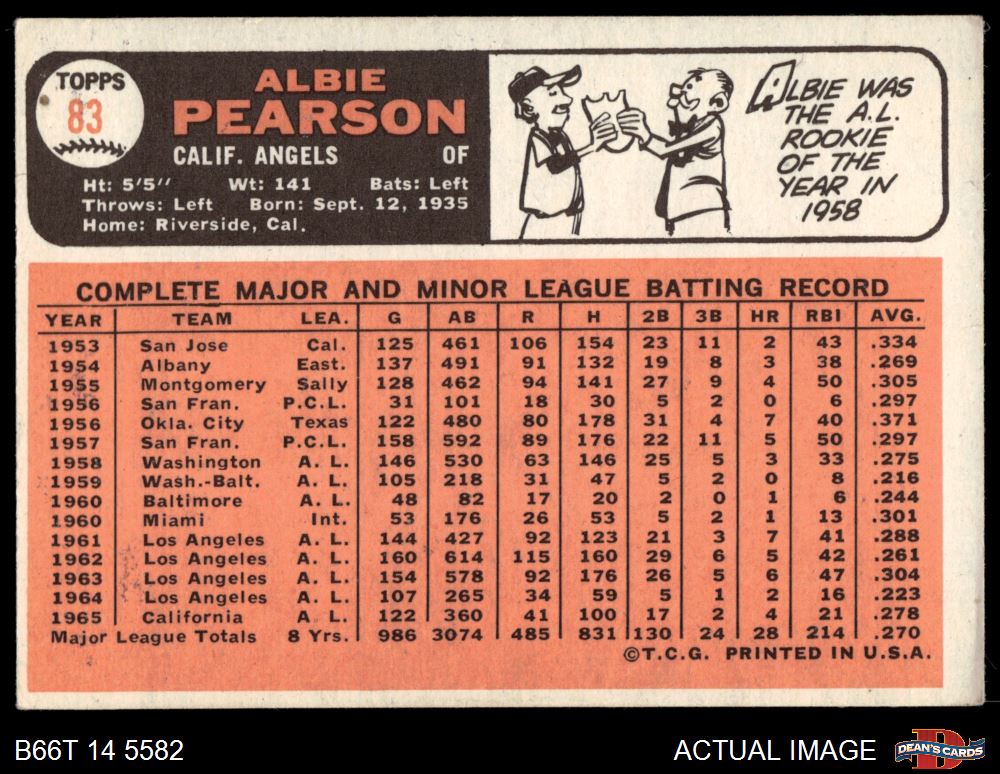 TOPPS
83
ALBIE
PEARSON
CALIF. ANGELS OF
Ht: 5'5" Wt: 141 Bats: Left
Throws: Left Born: Sept. 12, 1935
Home: Riverside, Cal.
ALBIE WAS
THE A.L.
ROOKIE
OF THE
YEAR IN
1958
COMPLETE MAJOR AND MINOR LEAGUE BATTING RECORD
YEAR TEAM LEA. G AB R H 2B 3B HR RBI AVG.
1953 San Jose Cal. 125 461 106 154 23 11 2 43 .334
1954 Albany East. 137 491 91 132 19 8 3 38 .269
1955 Montgomery Sally 128 462 94 141 27 9 4 50 .305
1956 San Fran. P.C.L. 31 101 18 30 5 2 0 6 .297
1956 Okla. City Texas 122 480 80 178 31 4 7 40 .371
1957 San Fran. P.C.L. 158 592 89 176 22 11 5 50 .297
1958 Washington A. L. 146 530 63 146 25 5 3 33 .275
1959 Wash.-Balt. A. L. 105 218 31 47 5 2 0 8 .216
1960 Baltimore A. L. 48 82 17 20 2 0 1 6 .244
1960 Miami Int. 53 176 26 53 5 2 1 13 .301
1961 Los Angeles A. L. 144 427 92 123 21 3 7 41 .288
1962 Los Angeles A. L. 160 614 115 160 29 6 5 42 .261
1963 Los Angeles A. L. 154 578 92 176 26 5 6 47 .304
1964 Los Angeles A. L. 107 265 34 59 5 1 2 16 .223
1965 California A. L. 122 360 41 100 17 2 4 21 .278
Major League Totals 8 Yrs. 986 3074 485 831 130 24 28 214 .270
©T.C.G. PRINTED IN U.S.A.
B66T 14 5582 ACTUAL IMAGE DEAN'S CARDS